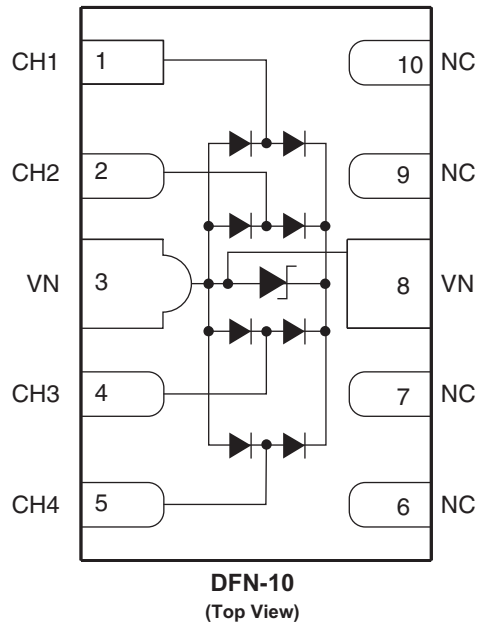 CH1 1 10 NC
CH2 2 9 NC
VN 3 8 VN
CH3 4 7 NC
CH4 5 6 NC
DFN-10
(Top View)